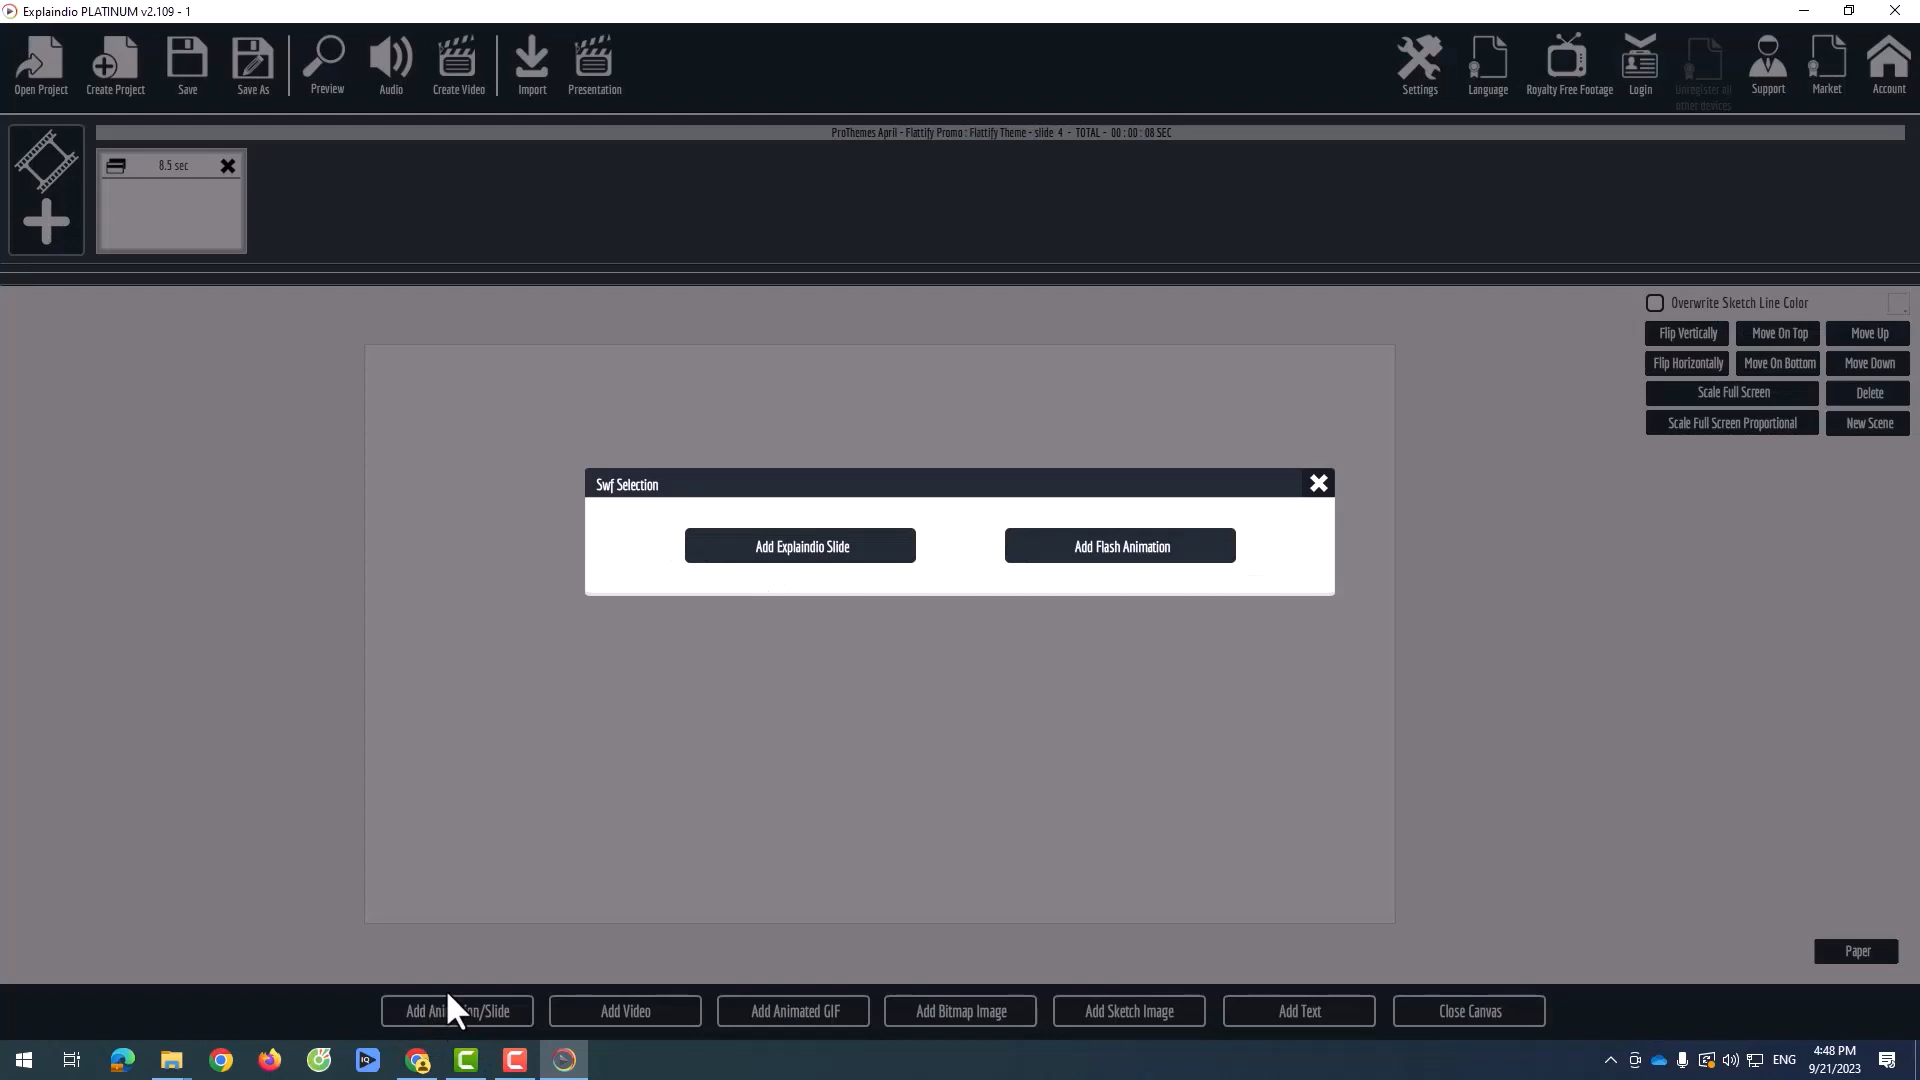 Explaindio PLATINUM v2.109 - 1
Open Project
Create Project
Save
Save As
Preview
Audio
Create Video
Import
Presentation
Settings
Language
Royalty Free Footage
Login
Unregister all
other devices
Support
Market
Account
ProThemes April - Flattify Promo : Flattify Theme - slide 4 - TOTAL - 00 : 00 : 08 SEC
8.5 sec
Overwrite Sketch Line Color
Flip Vertically
Move On Top
Move Up
Flip Horizontally
Move On Bottom
Move Down
Scale Full Screen
Delete
Scale Full Screen Proportional
New Scene
Swf Selection
Add Explaindio Slide
Add Flash Animation
Paper
Add Video
Add Animated GIF
Add Bitmap Image
Add Sketch Image
Add Text
Close Canvas
ENG
4:48 PM
9/21/2023